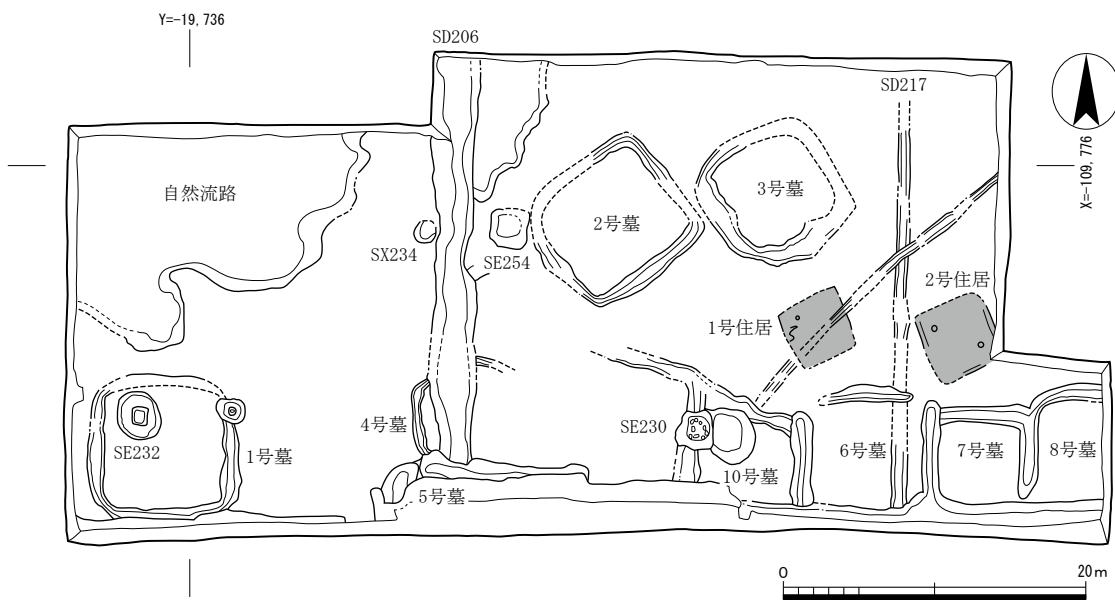 Y=-19,736
SD206
SD217
X=-109,776
自然流路
3号墓
2号墓
SX234
SE254
2号住居
1号住居
4号墓
SE230
SE232
1号墓
10号墓
6号墓
7号墓
8号墓
5号墓
0
20m